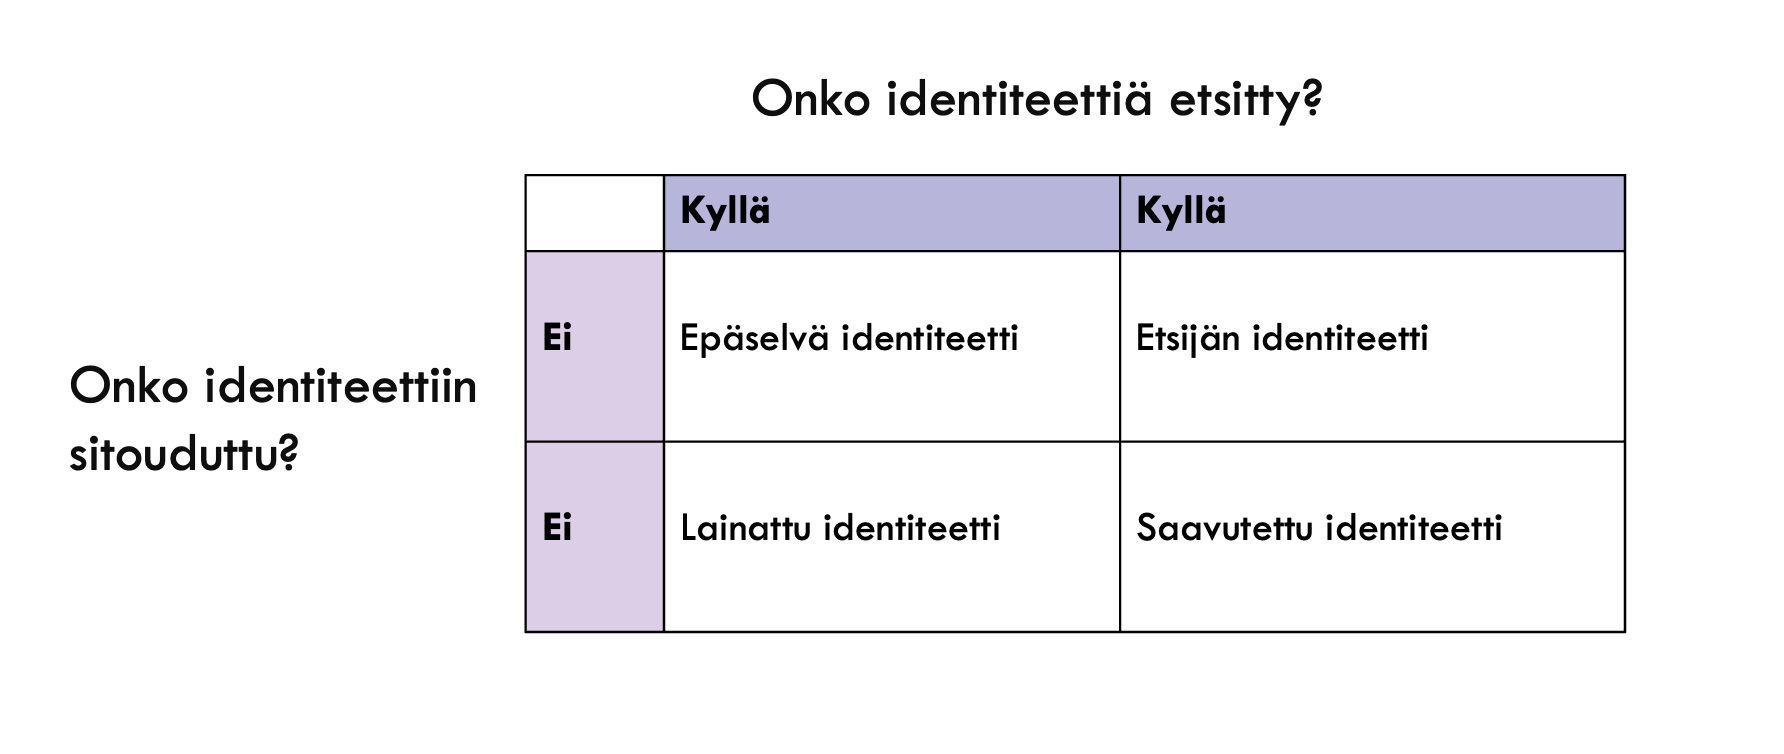 Onko identiteettiä etsitty?
Kyllä Kyllä
Ei Epäselvä identiteetti Etsijän identiteetti
Onko identiteettiin
sitouduttu?
Ei Lainattu identiteetti Saavutettu identiteetti